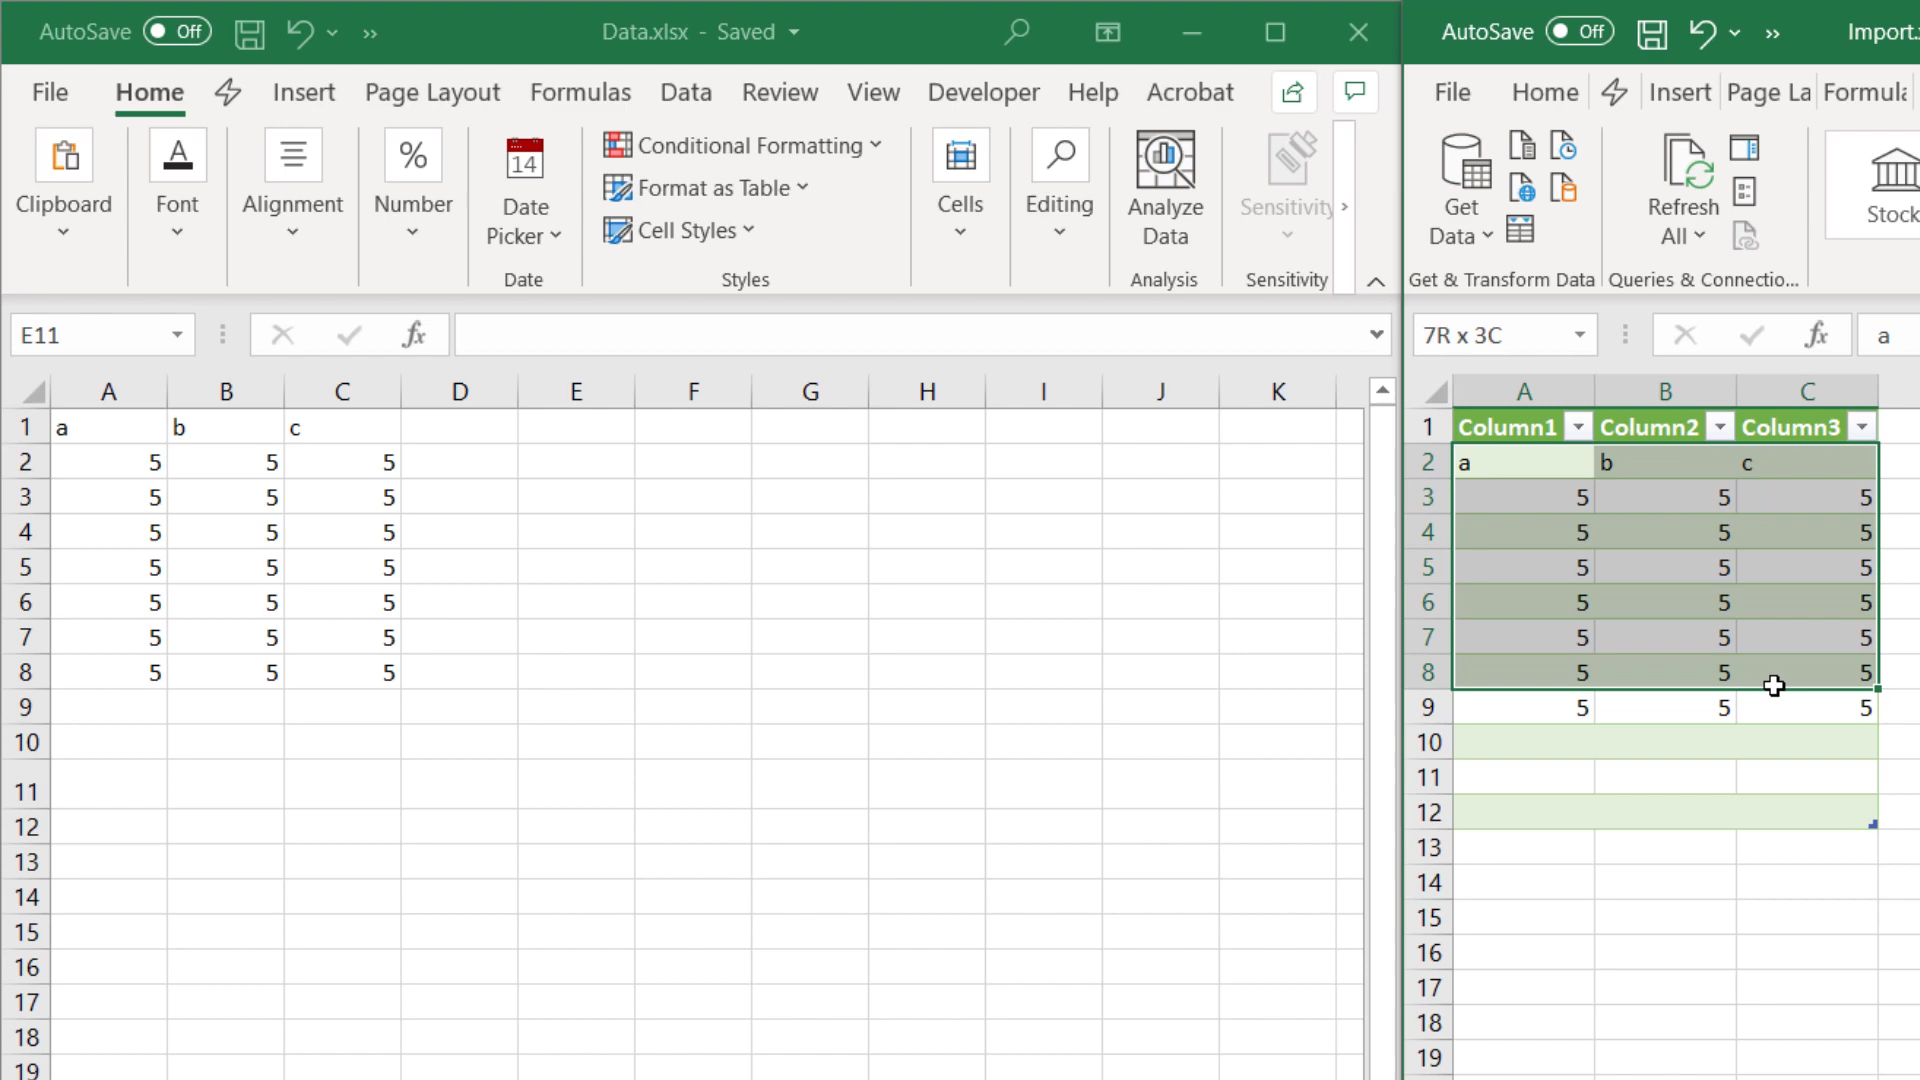 AutoSave Off Data.xlsx - Saved
File Home Insert Page Layout Formulas Data Review View Developer Help Acrobat
Clipboard Font Alignment Number
14
Date Picker
Date
Conditional Formatting
Format as Table
Cell Styles
Styles
Cells
Editing
Analyze Data
Analysis
Sensitivity
Sensitivity
E11 fx
A B C D E F G H I J K
1 a b c
2 5 5 5
3 5 5 5
4 5 5 5
5 5 5 5
6 5 5 5
7 5 5 5
8 5 5 5
9
10
11
12
13
14
15
16
17
18
19
AutoSave Off Import.
File Home Insert Page La Formula
Get Data
Get & Transform Data
Refresh All
Queries & Connectio...
Stock
7R x 3C fx a
A B C
1 Column1 Column2 Column3
2 a b c
3 5 5 5
4 5 5 5
5 5 5 5
6 5 5 5
7 5 5 5
8 5 5 5
9 5 5 5
10
11
12
13
14
15
16
17
18
19